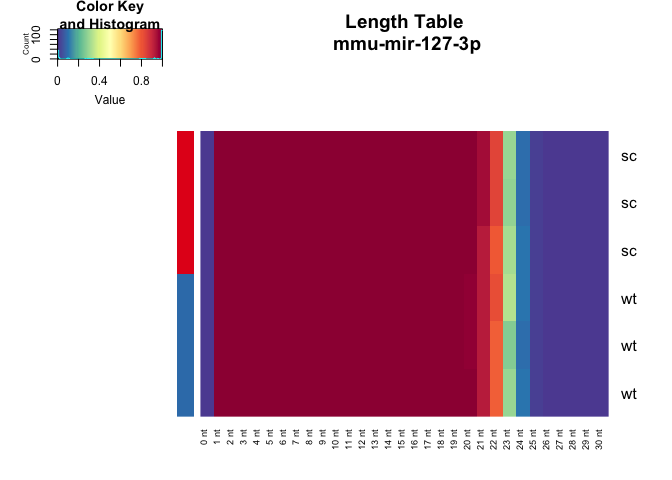 Color Key
and Histogram
Count
0 100
0 0.4 0.8
Value
Length Table
mmu-mir-127-3p
sc
sc
sc
wt
wt
wt
0 nt
1 nt
2 nt
3 nt
4 nt
5 nt
6 nt
7 nt
8 nt
9 nt
10 nt
11 nt
12 nt
13 nt
14 nt
15 nt
16 nt
17 nt
18 nt
19 nt
20 nt
21 nt
22 nt
23 nt
24 nt
25 nt
26 nt
27 nt
28 nt
29 nt
30 nt